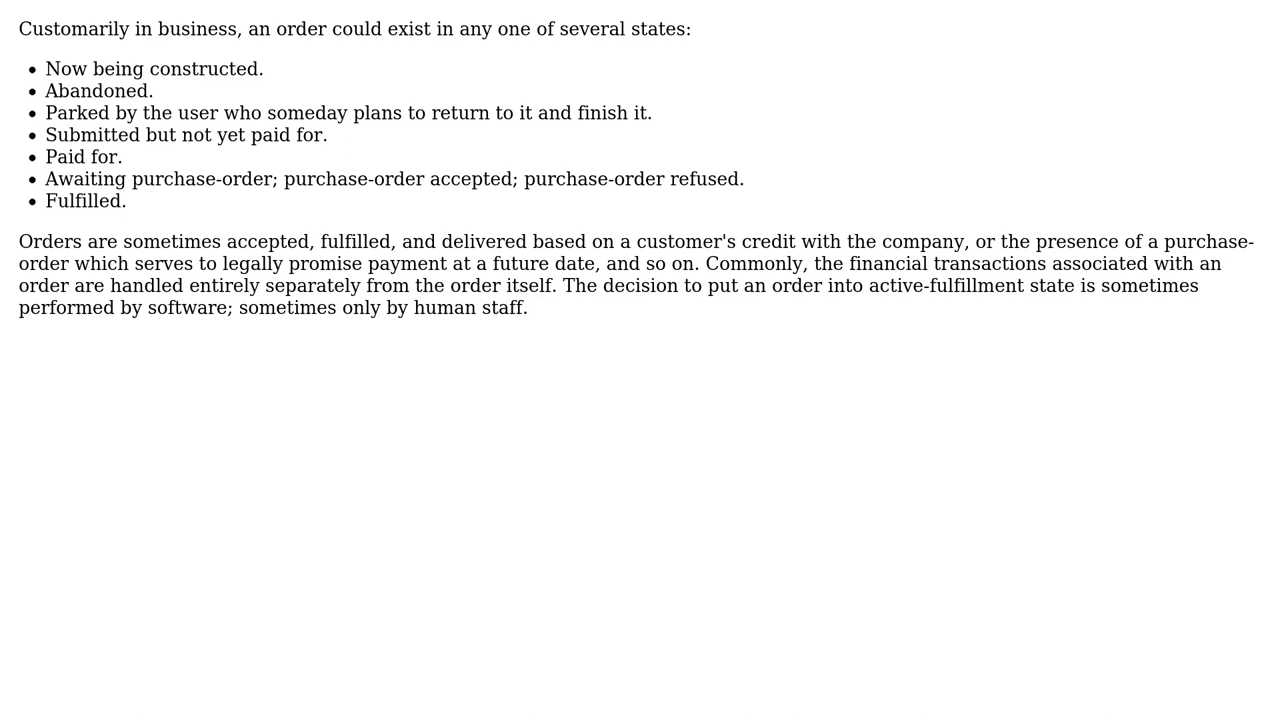 Customarily in business, an order could exist in any one of several states:
• Now being constructed.
• Abandoned.
• Parked by the user who someday plans to return to it and finish it.
• Submitted but not yet paid for.
• Paid for.
• Awaiting purchase-order; purchase-order accepted; purchase-order refused.
• Fulfilled.
Orders are sometimes accepted, fulfilled, and delivered based on a customer's credit with the company, or the presence of a purchase-
order which serves to legally promise payment at a future date, and so on. Commonly, the financial transactions associated with an
order are handled entirely separately from the order itself. The decision to put an order into active-fulfillment state is sometimes
performed by software; sometimes only by human staff.